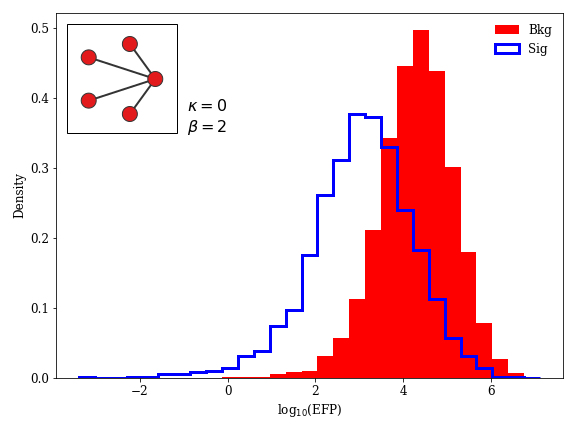 0.5
0.4
0.3
0.2
0.1
0.0
Density
κ = 0
β = 2
Bkg
Sig
−2 0 2 4 6
log₁₀(EFP)